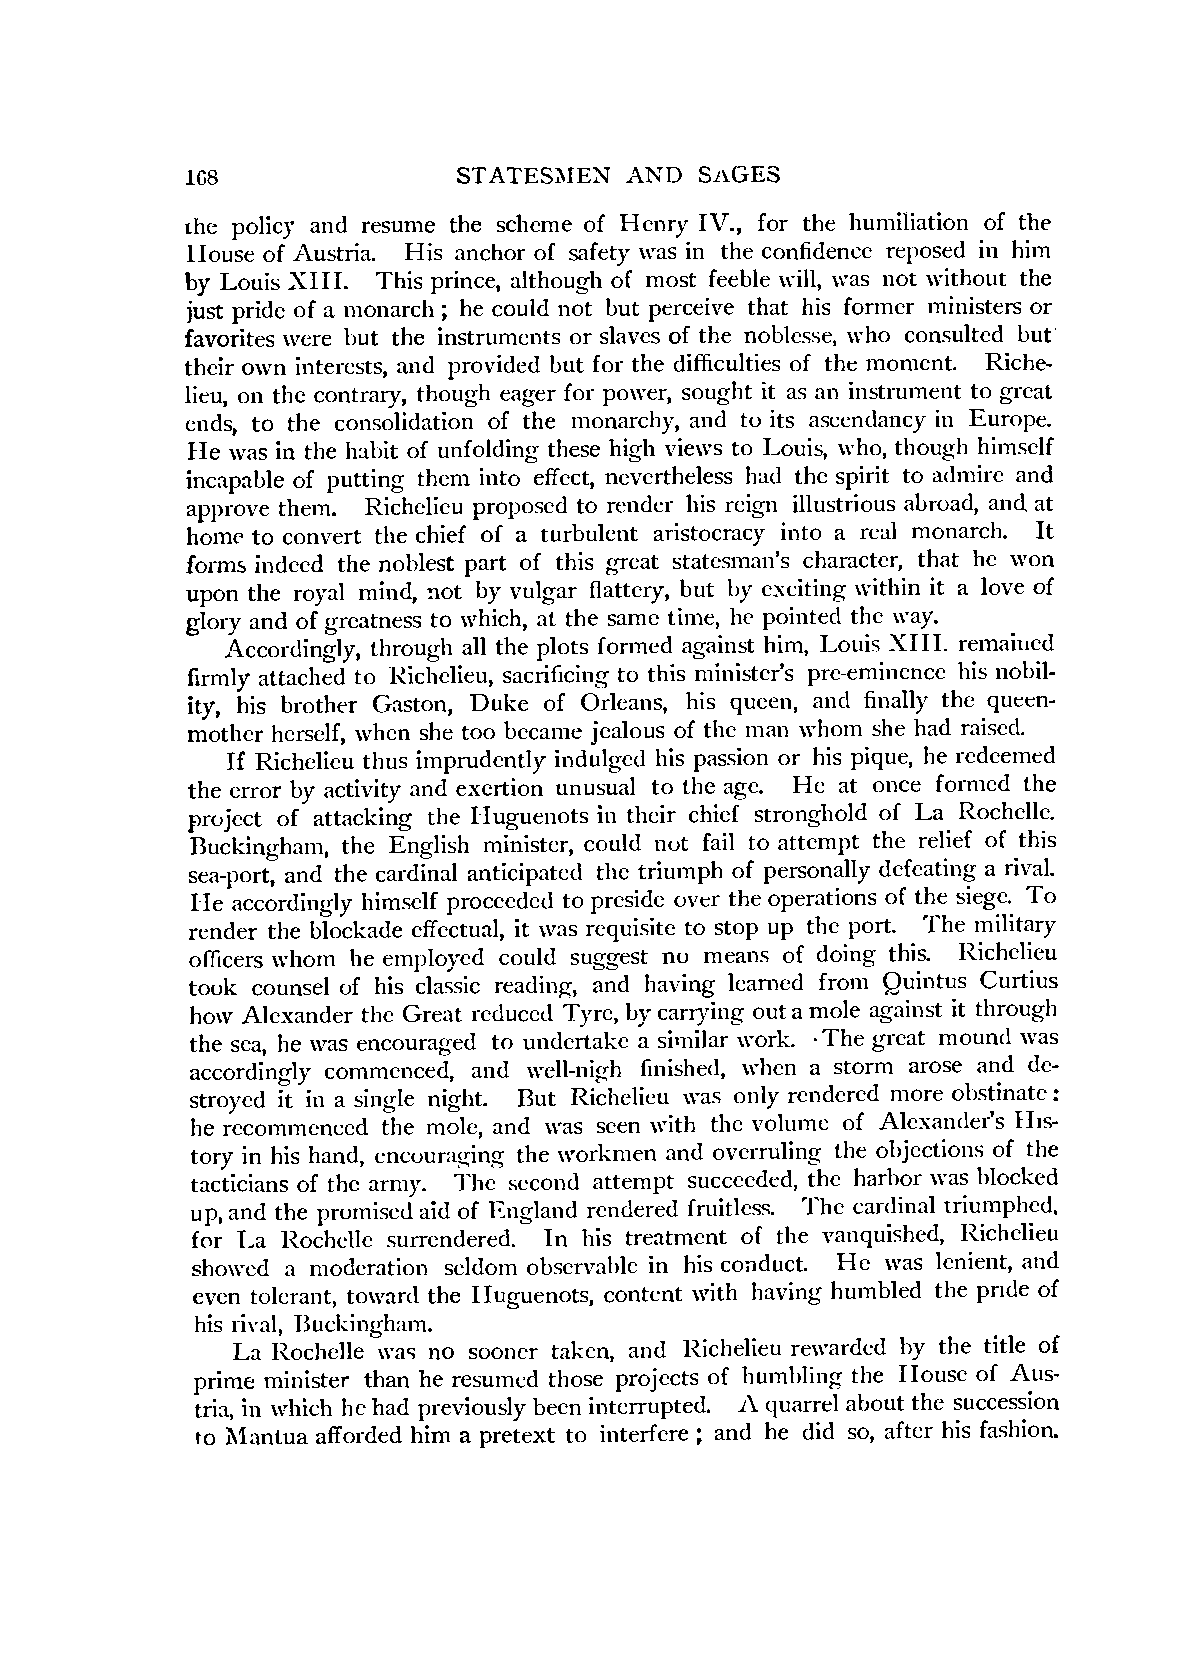 168 STATESMEN AND SAGES
the policy and resume the scheme of Henry IV., for the humiliation of the
House of Austria. His anchor of safety was in the confidence reposed in him
by Louis XIII. This prince, although of most feeble will, was not without the
just pride of a monarch; he could not but perceive that his former ministers or
favorites were but the instruments or slaves of the noblesse, who consulted but
their own interests, and provided but for the difficulties of the moment. Riche-
lieu, on the contrary, though eager for power, sought it as an instrument to great
ends, to the consolidation of the monarchy, and to its ascendancy in Europe.
He was in the habit of unfolding these high views to Louis, who, though himself
incapable of putting them into effect, nevertheless had the spirit to admire and
approve them. Richelieu proposed to render his reign illustrious abroad, and at
home to convert the chief of a turbulent aristocracy into a real monarch. It
forms indeed the noblest part of this great statesman's character, that he won
upon the royal mind, not by vulgar flattery, but by exciting within it a love of
glory and of greatness to which, at the same time, he pointed the way.
Accordingly, through all the plots formed against him, Louis XIII. remained
firmly attached to Richelieu, sacrificing to this minister's pre-eminence his nobil-
ity, his brother Gaston, Duke of Orleans, his queen, and finally the queen-
mother herself, when she too became jealous of the man whom she had raised.
If Richelieu thus imprudently indulged his passion or his pique, he redeemed
the error by activity and exertion unusual to the age. He at once formed the
project of attacking the Huguenots in their chief stronghold of La Rochelle.
Buckingham, the English minister, could not fail to attempt the relief of this
sea-port, and the cardinal anticipated the triumph of personally defeating a rival.
He accordingly himself proceeded to preside over the operations of the siege. To
render the blockade effectual, it was requisite to stop up the port. The military
officers whom he employed could suggest no means of doing this. Richelieu
took counsel of his classic reading, and having learned from Quintus Curtius
how Alexander the Great reduced Tyre, by carrying out a mole against it through
the sea, he was encouraged to undertake a similar work. The great mound was
accordingly commenced, and well-nigh finished, when a storm arose and de-
stroyed it in a single night. But Richelieu was only rendered more obstinate:
he recommenced the mole, and was seen with the volume of Alexander's His-
tory in his hand, encouraging the workmen and overruling the objections of the
tacticians of the army. The second attempt succeeded, the harbor was blocked
up, and the promised aid of England rendered fruitless. The cardinal triumphed,
for La Rochelle surrendered. In his treatment of the vanquished, Richelieu
showed a moderation seldom observable in his conduct. He was lenient, and
even tolerant, toward the Huguenots, content with having humbled the pride of
his rival, Buckingham.
La Rochelle was no sooner taken, and Richelieu rewarded by the title of
prime minister than he resumed those projects of humbling the House of Aus-
tria, in which he had previously been interrupted. A quarrel about the succession
to Mantua afforded him a pretext to interfere; and he did so, after his fashion.